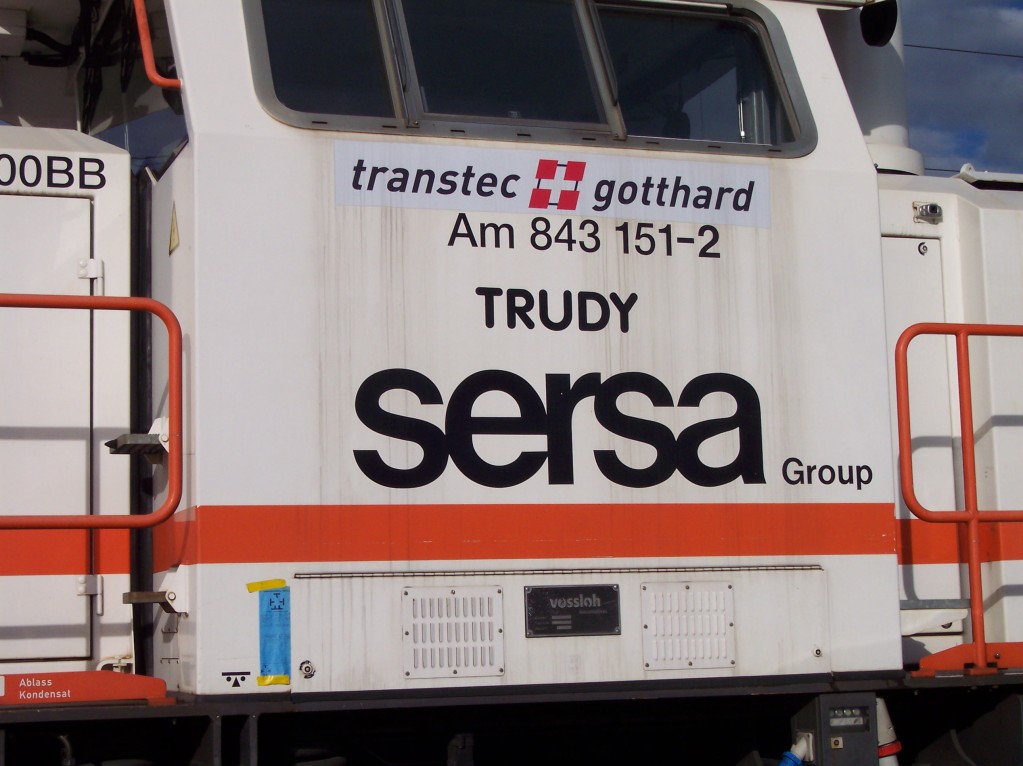 00BB
transtec gotthard
Am 843 151-2
TRUDY
sersa
Group
vossloh
Ablass
Kondensat